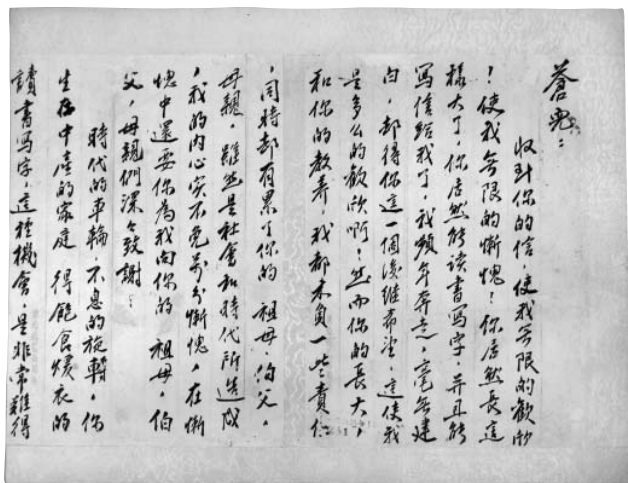 蒼兒：
收到你的信，使我無限的歡欣
！使我無限的慚愧！你居然長這
樣大了，你居然能读書寫字，并且能
寫信給我了，我頻年奔走，毫無建
白，却得你這一個後继希望，這使我
是多么的歡欣啊！然而你的長大，
和你的教养，我都未負一些責任
，同時却有累了你的 祖母，伯父，
母親。雖然是社會和時代所造成
，我的内心实不免萬分慚愧，在慚
愧中還要你為我向你的 祖母，伯
父，母親們深々致謝：
時代的車輪，不息的旋轉，你
生在中產的家庭 得飽食煖衣的
讀書寫字，這種機會，是非常難得